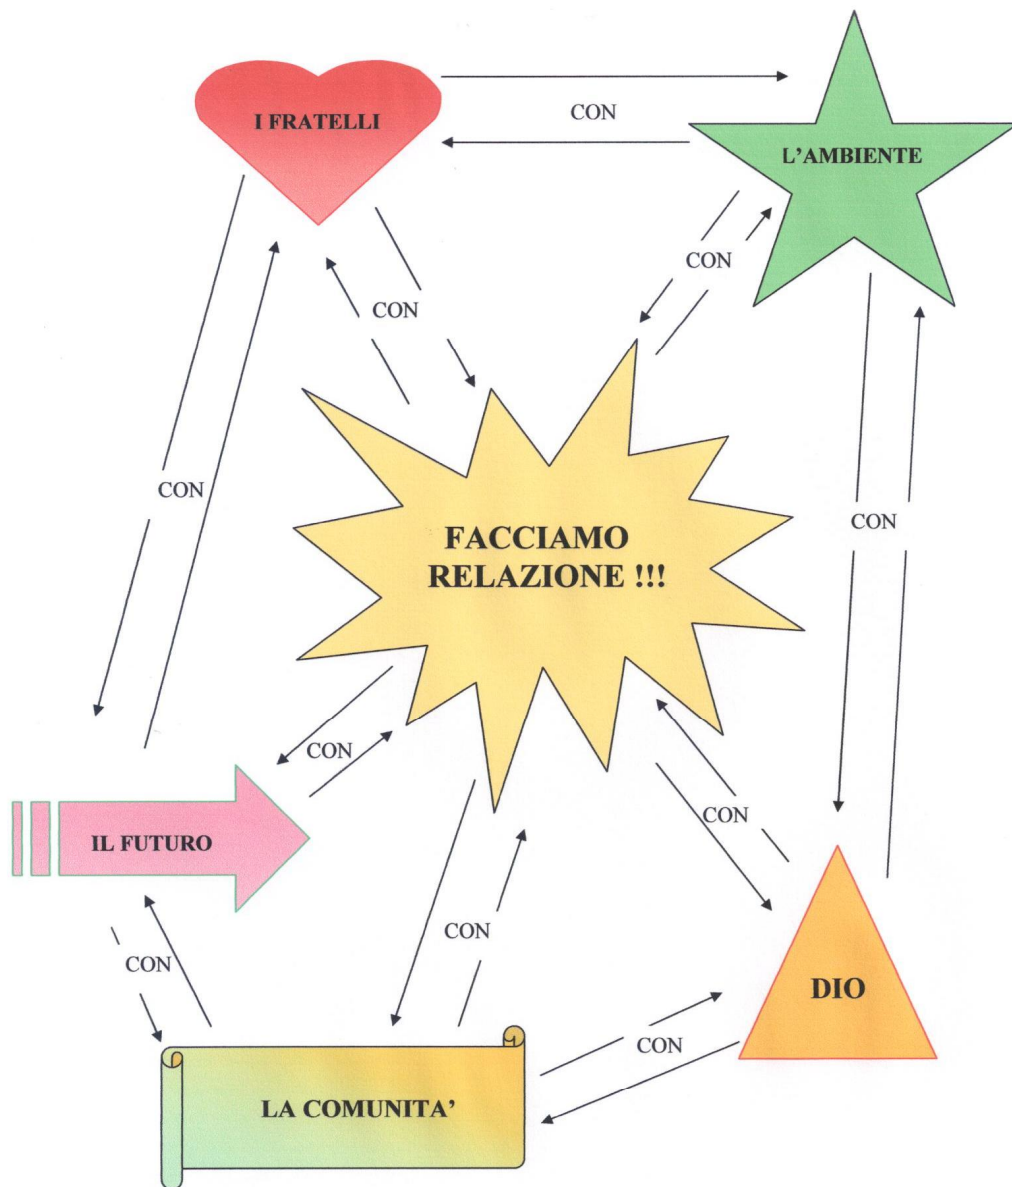 I FRATELLI
CON
L'AMBIENTE
CON
CON
CON
CON
FACCIAMO
RELAZIONE !!!
CON
CON
IL FUTURO
CON
CON
CON
DIO
CON
LA COMUNITA'